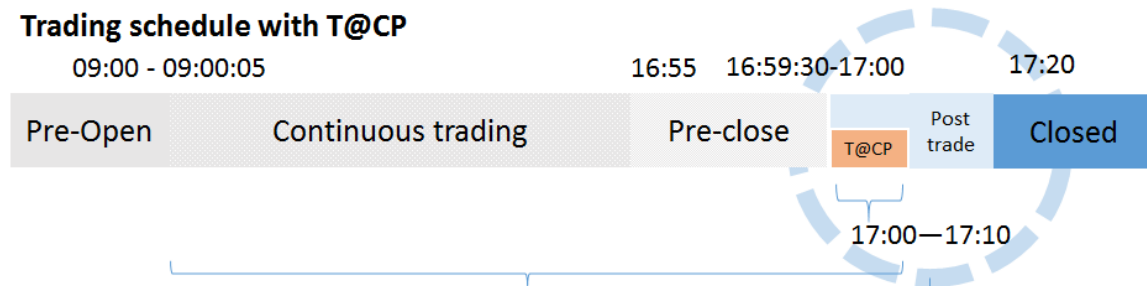 Trading schedule with T@CP
09:00 - 09:00:05 16:55 16:59:30-17:00 17:20
Pre-Open Continuous trading Pre-close T@CP Post trade Closed
17:00—17:10